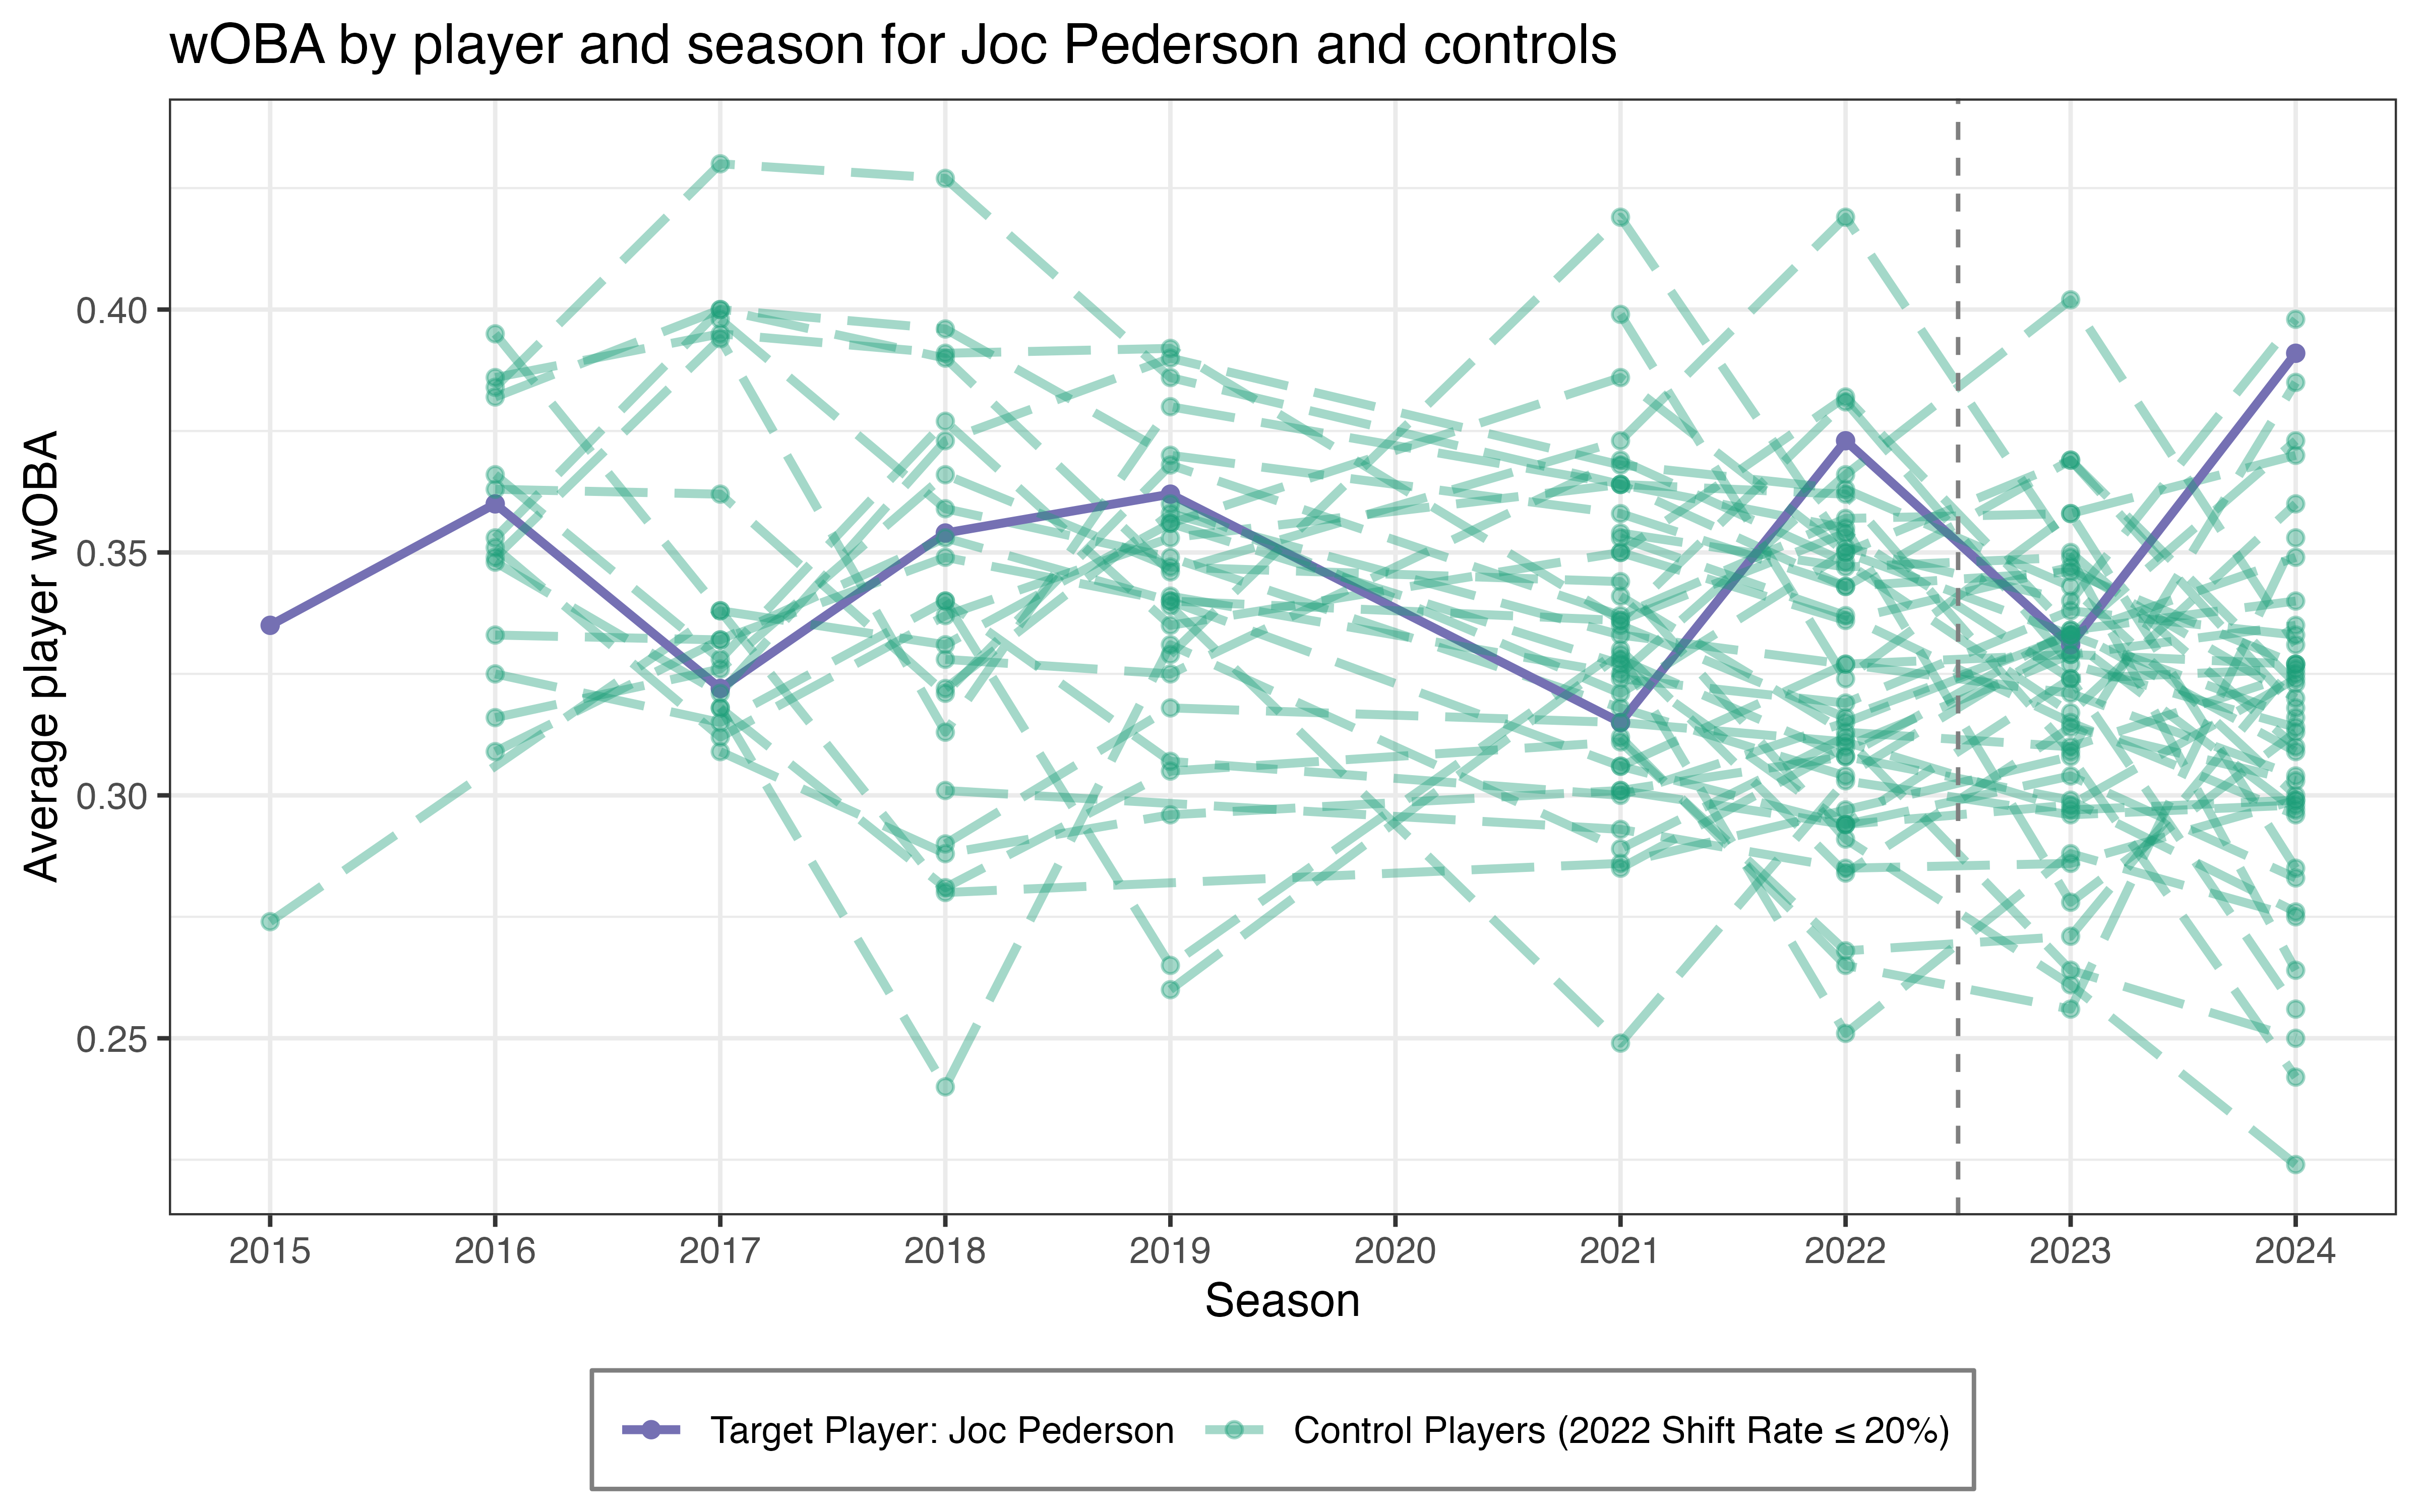 wOBA by player and season for Joc Pederson and controls
Average player wOBA
0.40
0.35
0.30
0.25
2015 2016 2017 2018 2019 2020 2021 2022 2023 2024
Season
Target Player: Joc Pederson Control Players (2022 Shift Rate ≤ 20%)